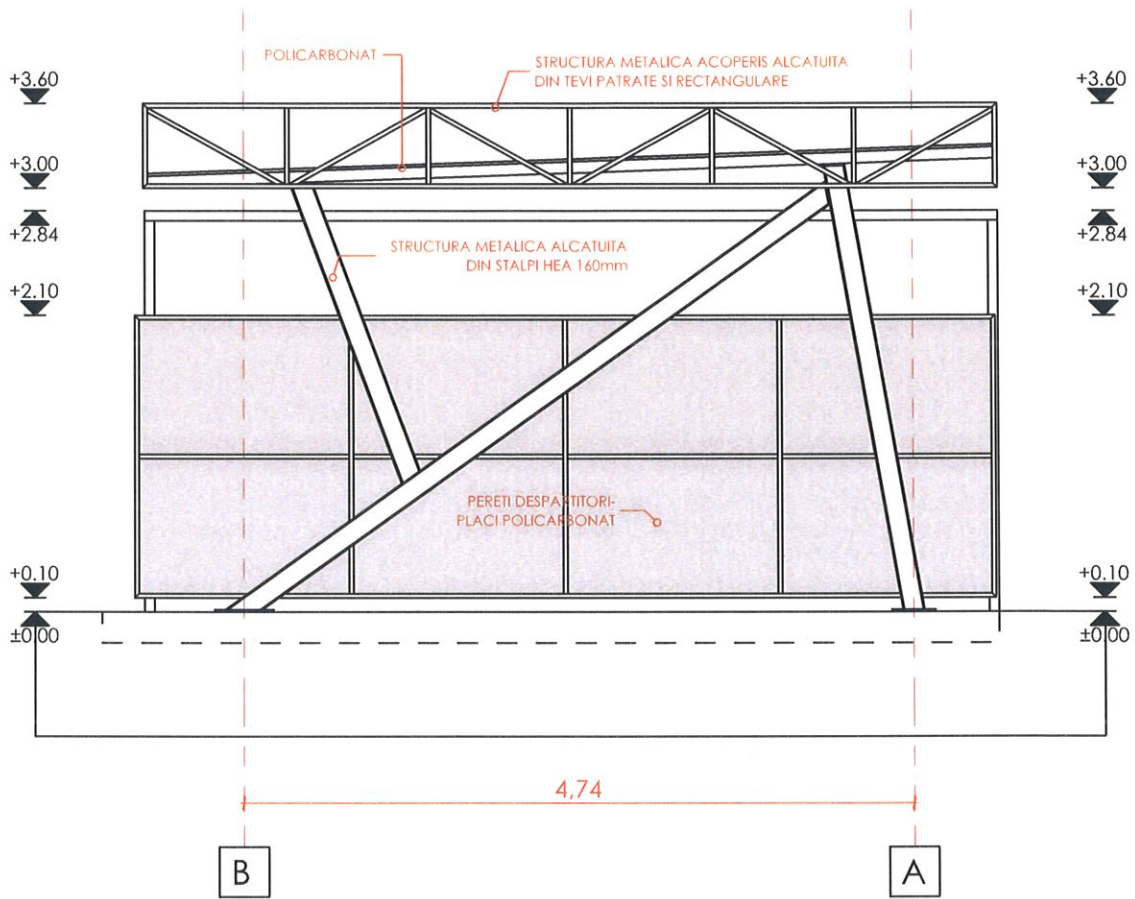 POLICARBONAT
STRUCTURA METALICA ACOPERIS ALCATUITA
DIN TEVI PATRATE SI RECTANGULARE
+3.60
+3.60
+3.00
+3.00
+2.84
+2.84
STRUCTURA METALICA ALCATUITA
DIN STALPI HEA 160mm
+2.10
+2.10
PERETI DESPARTITORI-
PLACI POLICARBONAT
+0.10
+0.10
±0.00
±0.00
4,74
B
A